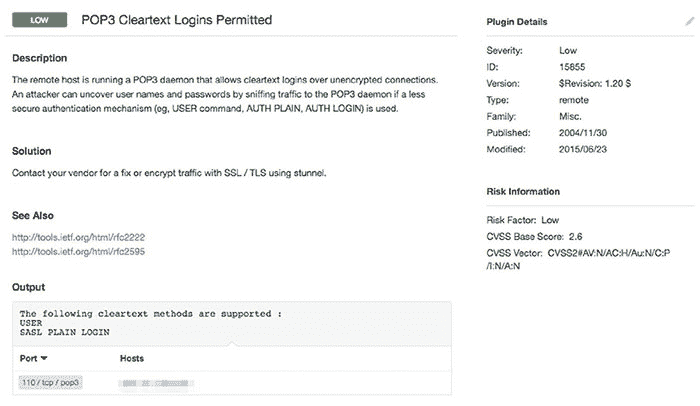 LOW
POP3 Cleartext Logins Permitted
Description
The remote host is running a POP3 daemon that allows cleartext logins over unencrypted connections.
An attacker can uncover user names and passwords by sniffing traffic to the POP3 daemon if a less
secure authentication mechanism (eg, USER command, AUTH PLAIN, AUTH LOGIN) is used.
Solution
Contact your vendor for a fix or encrypt traffic with SSL / TLS using stunnel.
See Also
http://tools.ietf.org/html/rfc2222
http://tools.ietf.org/html/rfc2595
Output
The following cleartext methods are supported :
USER
SASL PLAIN LOGIN
Port Hosts
110 / tcp / pop3
Plugin Details
Severity: Low
ID: 15855
Version: $Revision: 1.20 $
Type: remote
Family: Misc.
Published: 2004/11/30
Modified: 2015/06/23
Risk Information
Risk Factor: Low
CVSS Base Score: 2.6
CVSS Vector: CVSS2#AV:N/AC:H/Au:N/C:P
/I:N/A:N